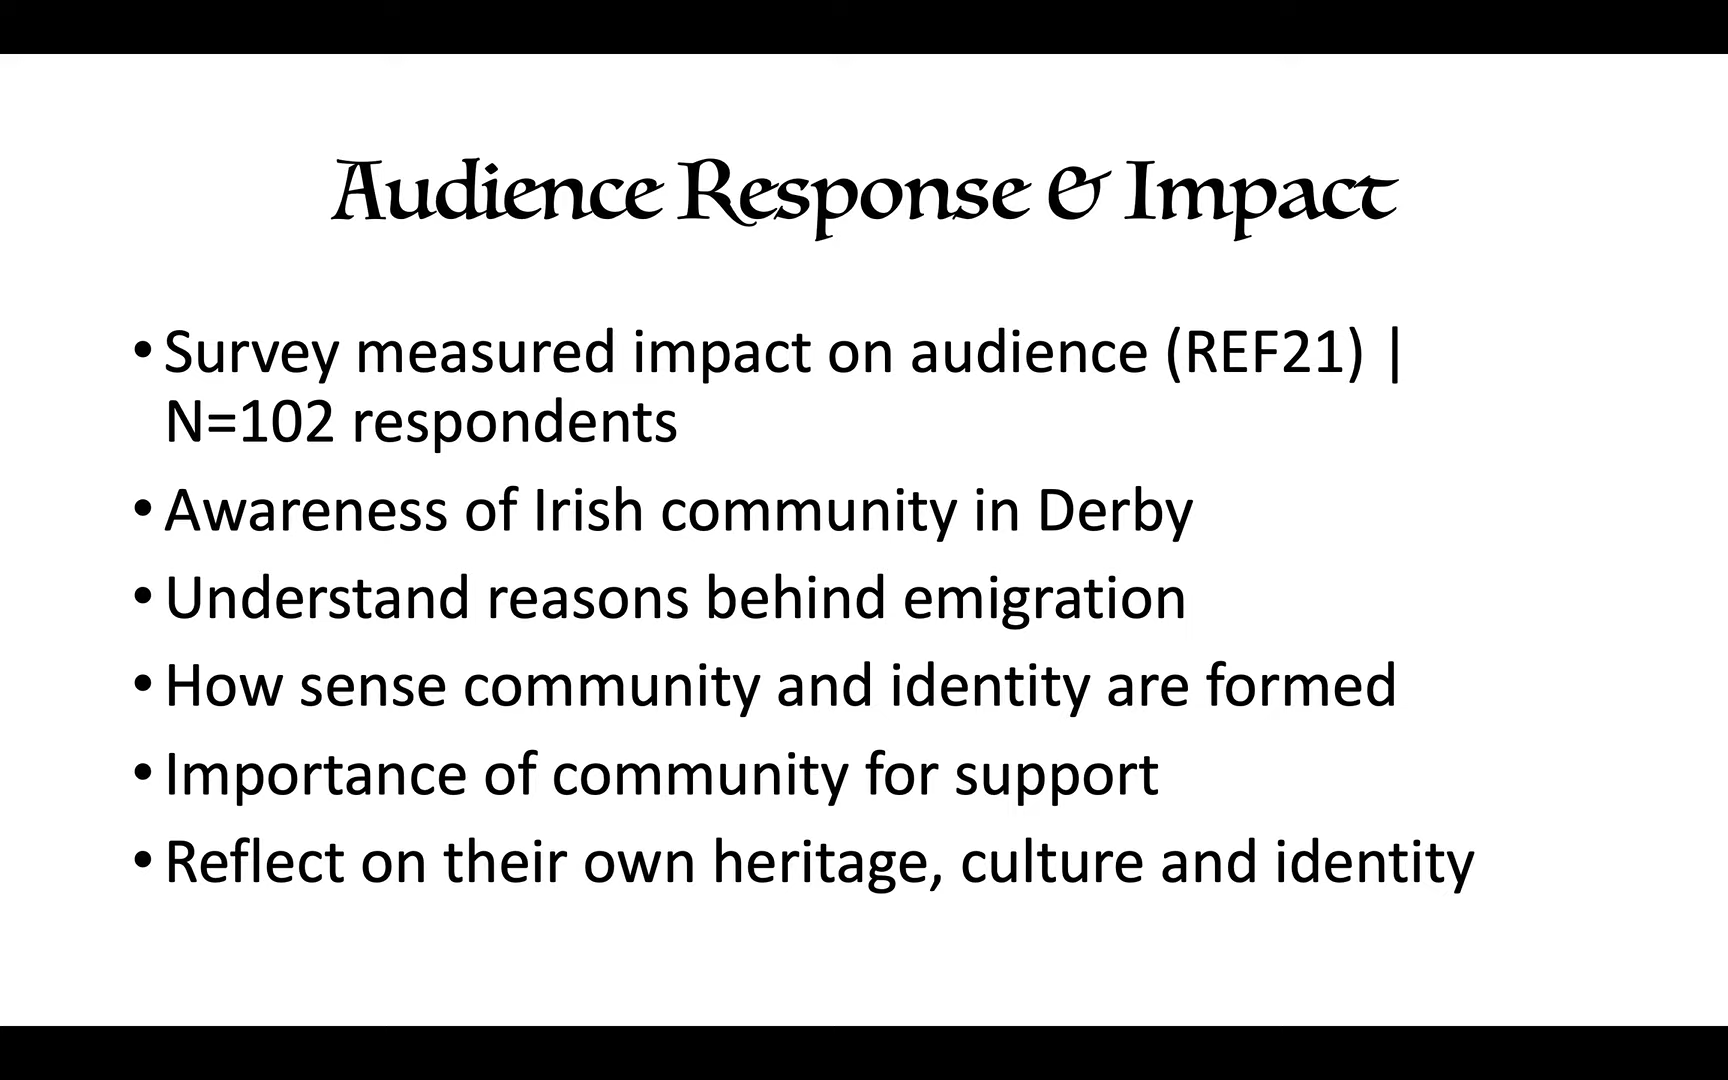 Audience Response & Impact
• Survey measured impact on audience (REF21) |
N=102 respondents
• Awareness of Irish community in Derby
• Understand reasons behind emigration
• How sense community and identity are formed
• Importance of community for support
• Reflect on their own heritage, culture and identity